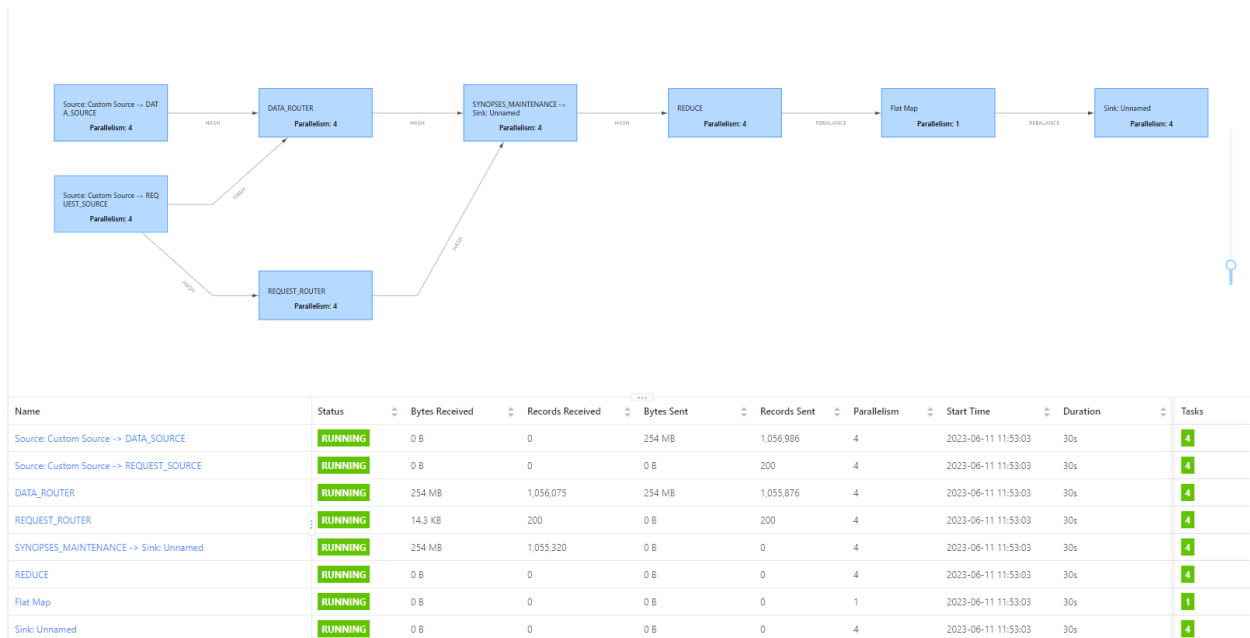 Source: Custom Source -> DAT
A_SOURCE
Parallelism: 4
HASH
DATA_ROUTER
Parallelism: 4
HASH
SYNOPSES_MAINTENANCE ->
Sink: Unnamed
Parallelism: 4
HASH
REDUCE
Parallelism: 4
REBALANCE
Flat Map
Parallelism: 1
REBALANCE
Sink: Unnamed
Parallelism: 4
Source: Custom Source -> REQ
UEST_SOURCE
Parallelism: 4
HASH
HASH
HASH
REQUEST_ROUTER
Parallelism: 4
Name Status Bytes Received Records Received Bytes Sent Records Sent Parallelism Start Time Duration Tasks
Source: Custom Source -> DATA_SOURCE RUNNING 0 B 0 254 MB 1,056,986 4 2023-06-11 11:53:03 30s 4
Source: Custom Source -> REQUEST_SOURCE RUNNING 0 B 0 0 B 200 4 2023-06-11 11:53:03 30s 4
DATA_ROUTER RUNNING 254 MB 1,056,075 254 MB 1,055,876 4 2023-06-11 11:53:03 30s 4
REQUEST_ROUTER RUNNING 14.3 KB 200 0 B 200 4 2023-06-11 11:53:03 30s 4
SYNOPSES_MAINTENANCE -> Sink: Unnamed RUNNING 254 MB 1,055,320 0 B 0 4 2023-06-11 11:53:03 30s 4
REDUCE RUNNING 0 B 0 0 B 0 4 2023-06-11 11:53:03 30s 4
Flat Map RUNNING 0 B 0 0 B 0 1 2023-06-11 11:53:03 30s 1
Sink: Unnamed RUNNING 0 B 0 0 B 0 4 2023-06-11 11:53:03 30s 4